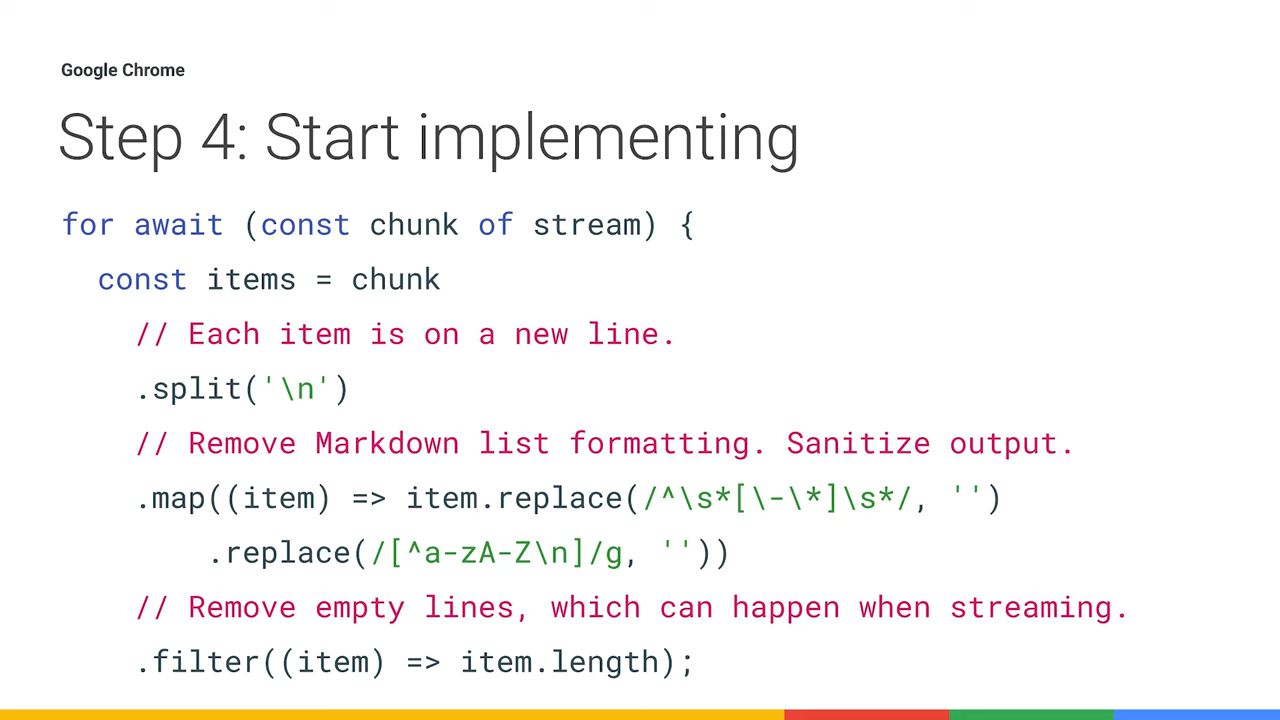 Google Chrome
Step 4: Start implementing
for await (const chunk of stream) {
  const items = chunk
    // Each item is on a new line.
    .split('\n')
    // Remove Markdown list formatting. Sanitize output.
    .map((item) => item.replace(/^\s*[\-\*]\s*/, '')
        .replace(/[^a-zA-Z\n]/g, ''))
    // Remove empty lines, which can happen when streaming.
    .filter((item) => item.length);